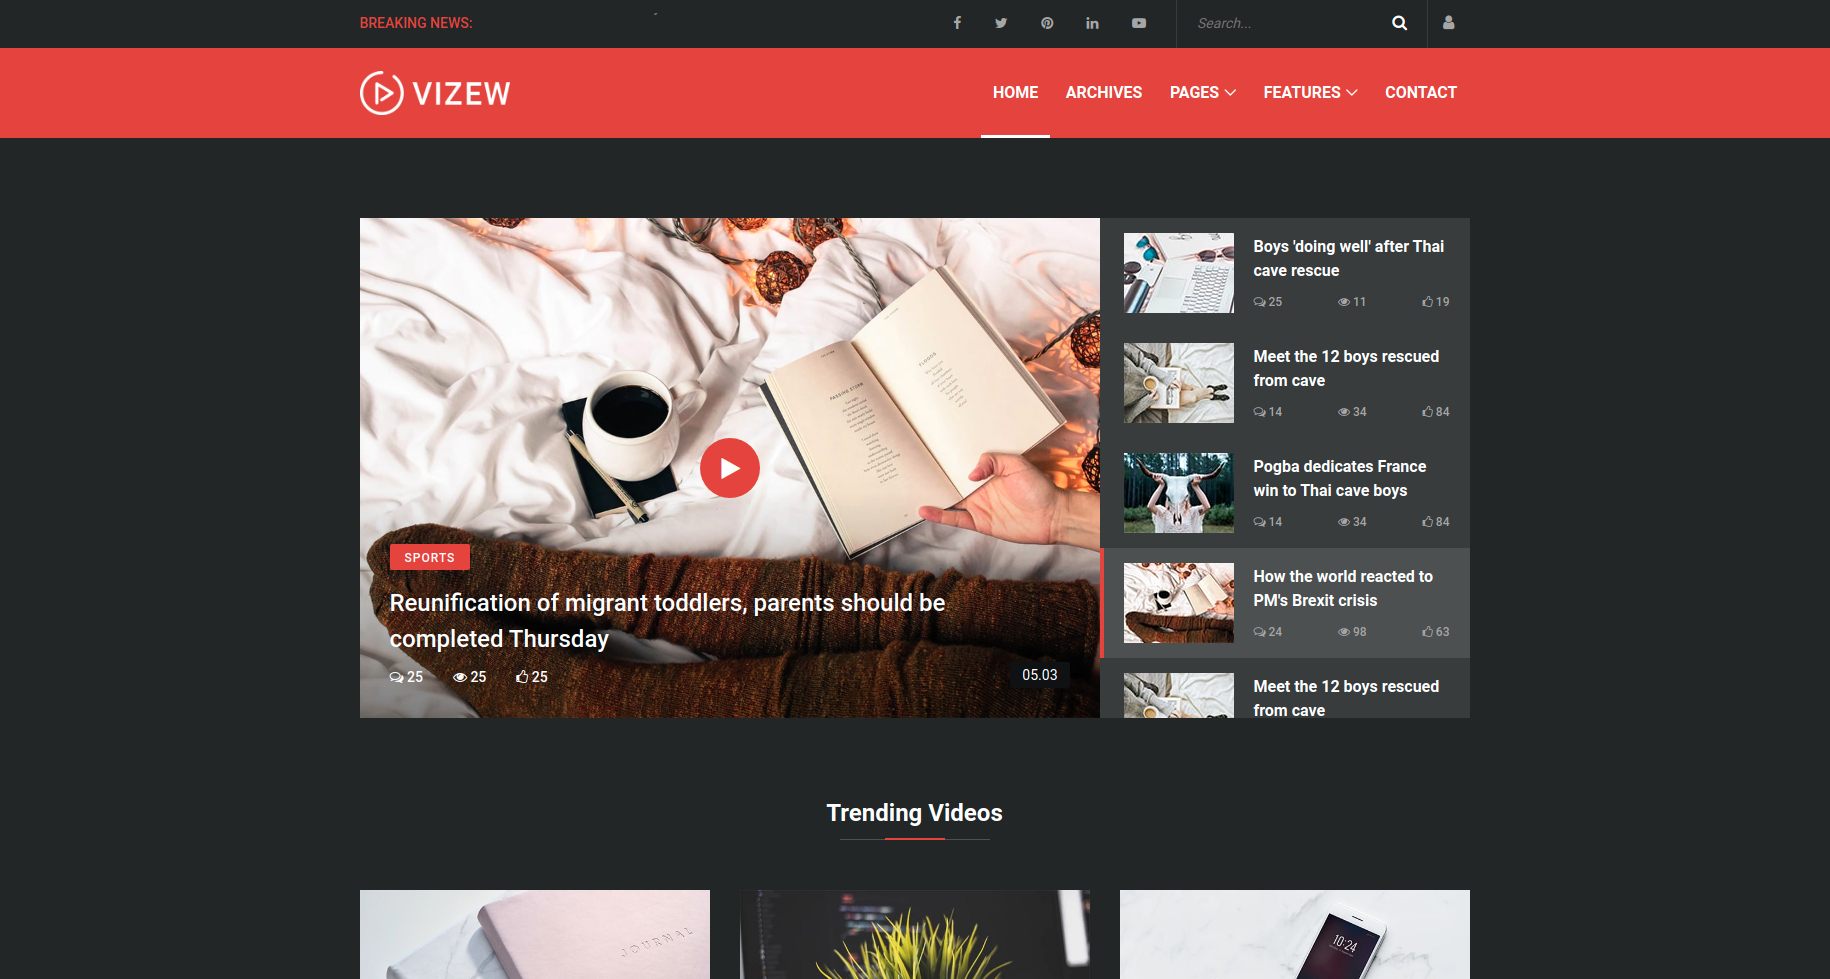 BREAKING NEWS:
Search...
VIZEW
HOME
ARCHIVES
PAGES
FEATURES
CONTACT
PASSING STORM
FLOODS
SPORTS
Reunification of migrant toddlers, parents should be
completed Thursday
25
25
25
05.03
Boys 'doing well' after Thai
cave rescue
25
11
19
Meet the 12 boys rescued
from cave
14
34
84
Pogba dedicates France
win to Thai cave boys
14
34
84
How the world reacted to
PM's Brexit crisis
24
98
63
Meet the 12 boys rescued
from cave
Trending Videos
JOURNAL
10:24